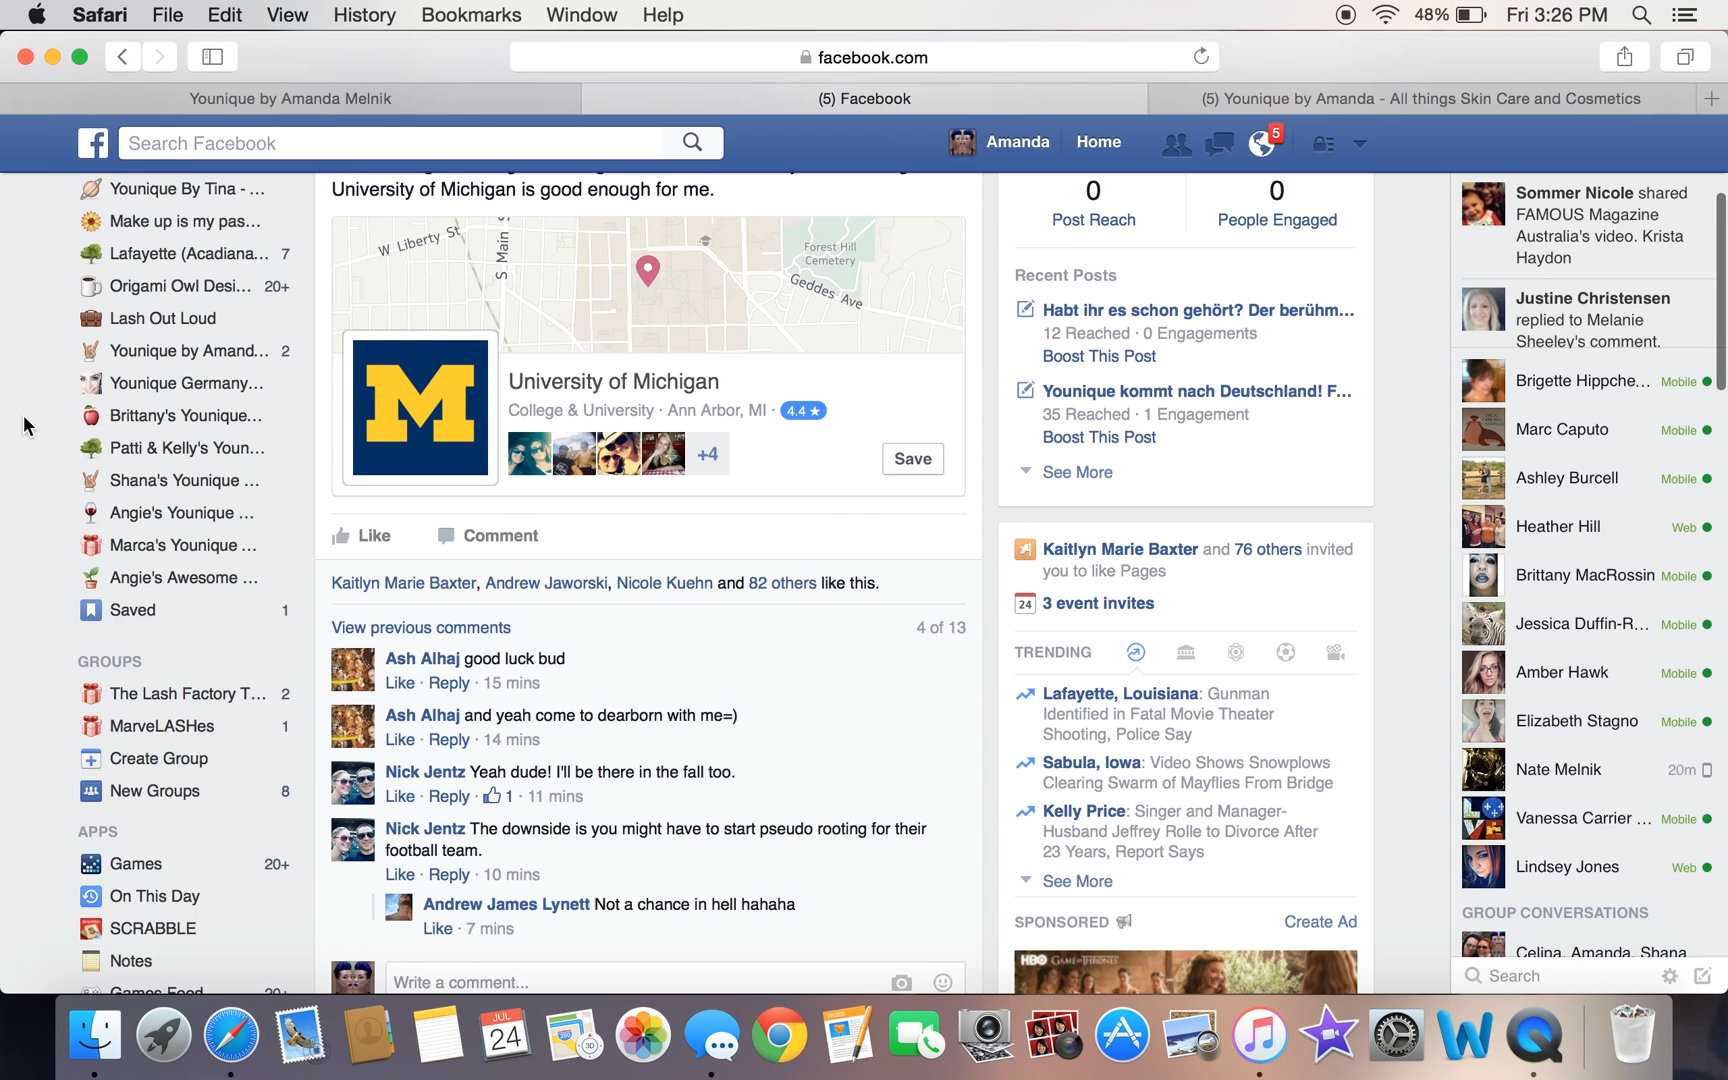 Safari File Edit View History Bookmarks Window Help 48% Fri 3:26 PM
facebook.com
Younique by Amanda Melnik
(5) Facebook
(5) Younique by Amanda - All things Skin Care and Cosmetics
Search Facebook
Amanda Home 5
Younique By Tina - ...
Make up is my pas...
Lafayette (Acadiana... 7
Origami Owl Desi... 20+
Lash Out Loud
Younique by Amand... 2
Younique Germany...
Brittany's Younique...
Patti & Kelly's Youn...
Shana's Younique ...
Angie's Younique ...
Marca's Younique ...
Angie's Awesome ...
Saved 1
GROUPS
The Lash Factory T... 2
MarveLASHes 1
Create Group
New Groups 8
APPS
Games 20+
On This Day
SCRABBLE
Notes
Games Feed 20+
University of Michigan is good enough for me.
W Liberty St
S Main S
Forest Hill
Cemetery
Geddes Ave
M
University of Michigan
College & University · Ann Arbor, MI · 4.4 ★
+4
Save
Like Comment
Kaitlyn Marie Baxter, Andrew Jaworski, Nicole Kuehn and 82 others like this.
View previous comments 4 of 13
Ash Alhaj good luck bud
Like · Reply · 15 mins
Ash Alhaj and yeah come to dearborn with me=)
Like · Reply · 14 mins
Nick Jentz Yeah dude! I'll be there in the fall too.
Like · Reply · 1 · 11 mins
Nick Jentz The downside is you might have to start pseudo rooting for their
football team.
Like · Reply · 10 mins
Andrew James Lynett Not a chance in hell hahaha
Like · 7 mins
Write a comment...
0 0
Post Reach People Engaged
Recent Posts
Habt ihr es schon gehört? Der berühm...
12 Reached · 0 Engagements
Boost This Post
Younique kommt nach Deutschland! F...
35 Reached · 1 Engagement
Boost This Post
See More
Kaitlyn Marie Baxter and 76 others invited
you to like Pages
24 3 event invites
TRENDING
Lafayette, Louisiana: Gunman
Identified in Fatal Movie Theater
Shooting, Police Say
Sabula, Iowa: Video Shows Snowplows
Clearing Swarm of Mayflies From Bridge
Kelly Price: Singer and Manager-
Husband Jeffrey Rolle to Divorce After
23 Years, Report Says
See More
SPONSORED Create Ad
HBO GAME OF THRONES
Sommer Nicole shared
FAMOUS Magazine
Australia's video. Krista
Haydon
Justine Christensen
replied to Melanie
Sheeley's comment.
Brigette Hippche... Mobile
Marc Caputo Mobile
Ashley Burcell Mobile
Heather Hill Web
Brittany MacRossin Mobile
Jessica Duffin-R... Mobile
Amber Hawk Mobile
Elizabeth Stagno Mobile
Nate Melnik 20m
Vanessa Carrier ... Mobile
Lindsey Jones Web
GROUP CONVERSATIONS
Celina, Amanda, Shana
Search
JUL
24
3D
PAGES
W